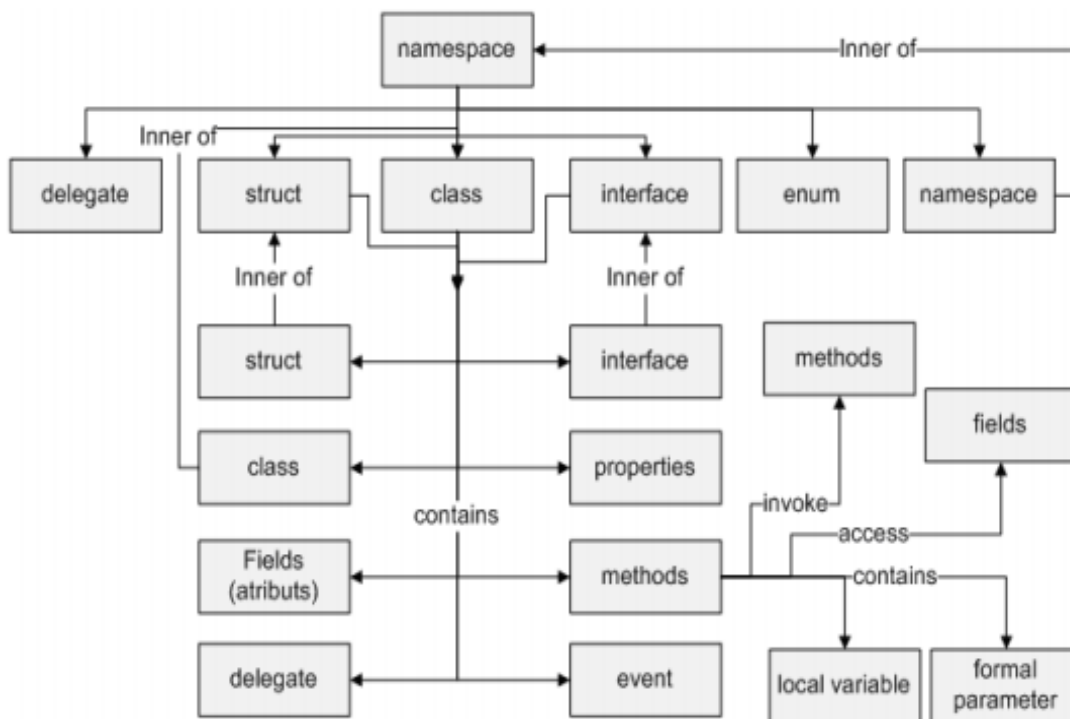 namespace
Inner of
Inner of
delegate
struct
class
interface
enum
namespace
Inner of
Inner of
struct
interface
methods
fields
class
properties
contains
invoke
access
Fields
(atributs)
methods
contains
delegate
event
local variable
formal
parameter